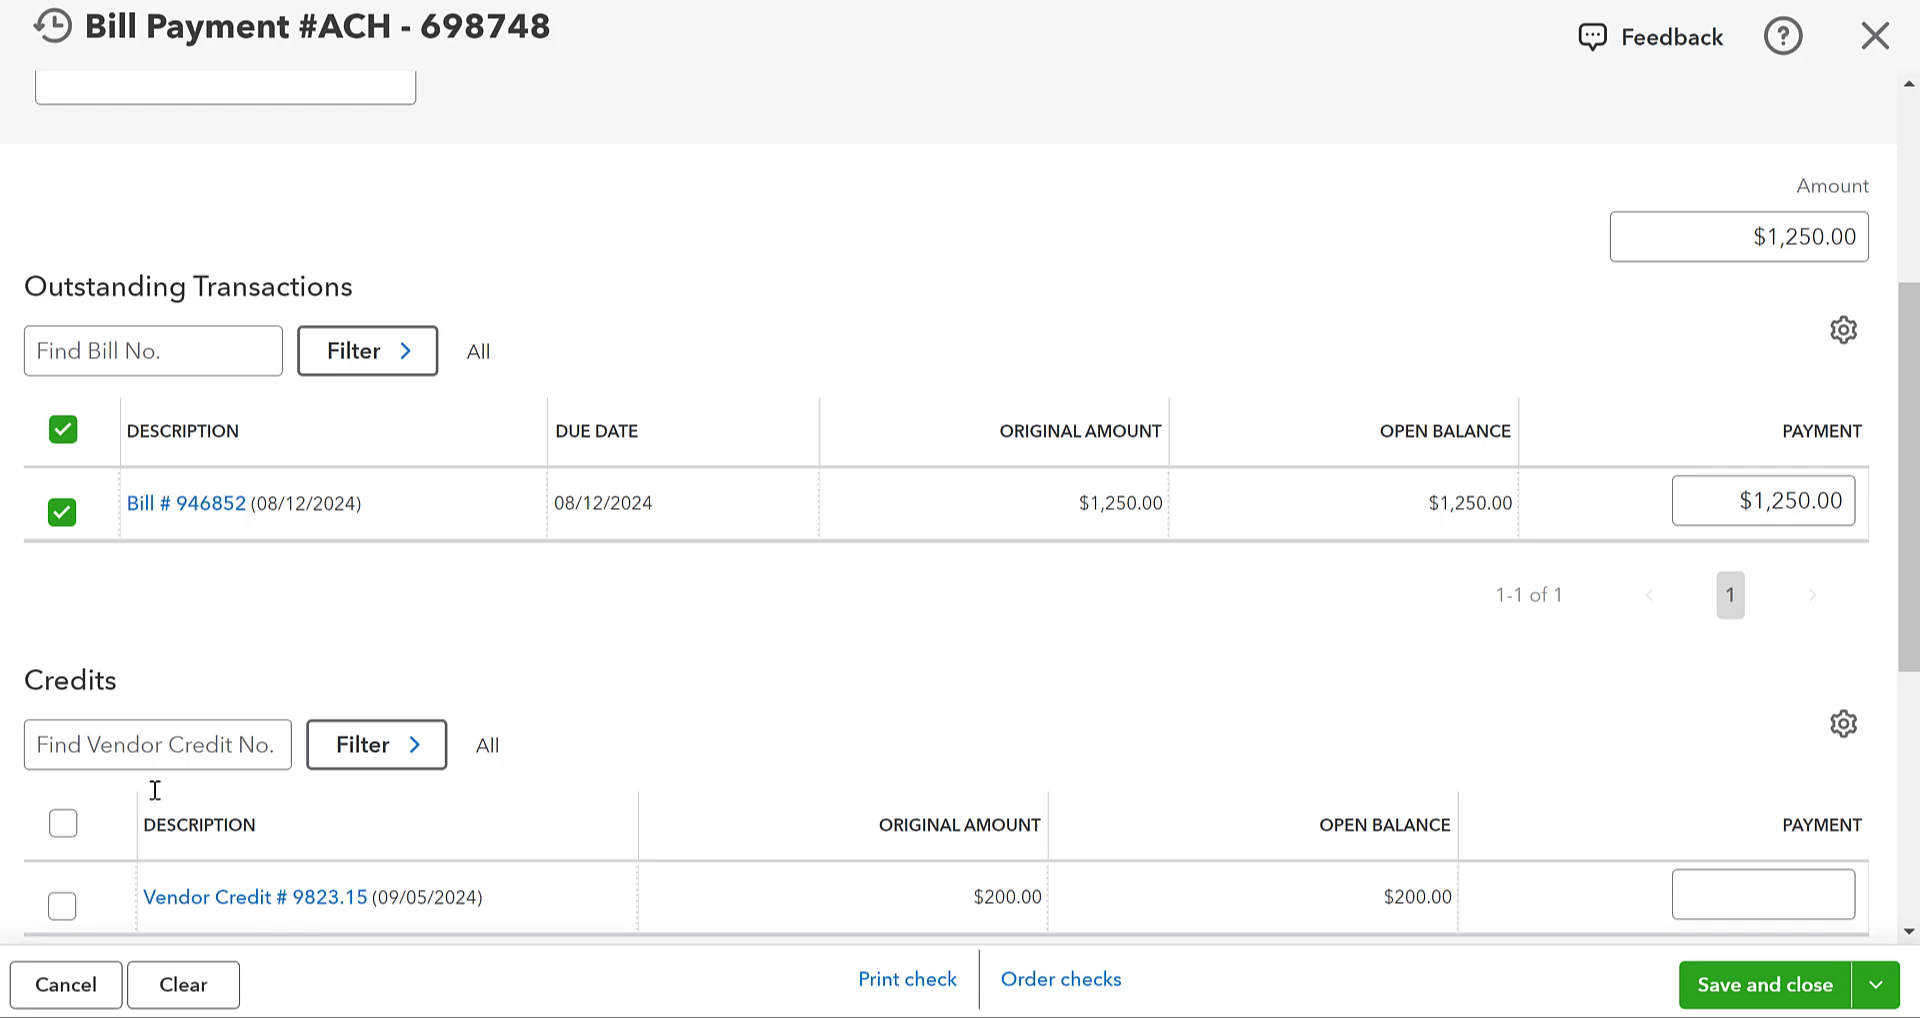 Bill Payment #ACH - 698748
Feedback
Amount
$1,250.00
Outstanding Transactions
Find Bill No. Filter All
DESCRIPTION DUE DATE ORIGINAL AMOUNT OPEN BALANCE PAYMENT
Bill # 946852 (08/12/2024) 08/12/2024 $1,250.00 $1,250.00 $1,250.00
1-1 of 1 1
Credits
Find Vendor Credit No. Filter All
DESCRIPTION ORIGINAL AMOUNT OPEN BALANCE PAYMENT
Vendor Credit # 9823.15 (09/05/2024) $200.00 $200.00
Cancel Clear Print check Order checks Save and close